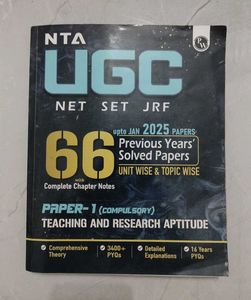 NTA
PW
UGC
NET SET JRF
upto JAN 2025 PAPERS
66 Previous Years'
Solved Papers
UNIT WISE & TOPIC WISE
with
Complete Chapter Notes
PAPER-1 (COMPULSORY)
TEACHING AND RESEARCH APTITUDE
Comprehensive Theory
3400+ PYQs
Detailed Explanations
16 Years PYQs